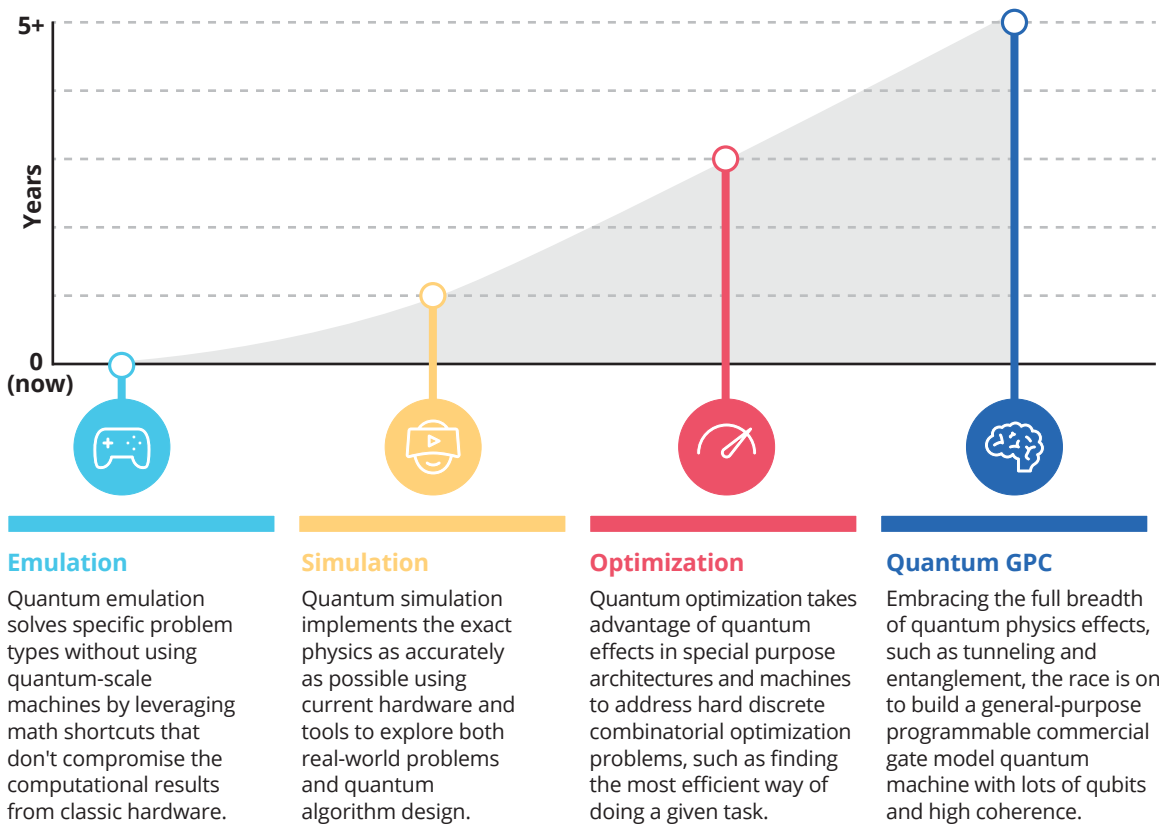 5+
Years
0
(now)
Emulation
Quantum emulation
solves specific problem
types without using
quantum-scale
machines by leveraging
math shortcuts that
don't compromise the
computational results
from classic hardware.
Simulation
Quantum simulation
implements the exact
physics as accurately
as possible using
current hardware and
tools to explore both
real-world problems
and quantum
algorithm design.
Optimization
Quantum optimization takes
advantage of quantum
effects in special purpose
architectures and machines
to address hard discrete
combinatorial optimization
problems, such as finding
the most efficient way of
doing a given task.
Quantum GPC
Embracing the full breadth
of quantum physics effects,
such as tunneling and
entanglement, the race is on
to build a general-purpose
programmable commercial
gate model quantum
machine with lots of qubits
and high coherence.